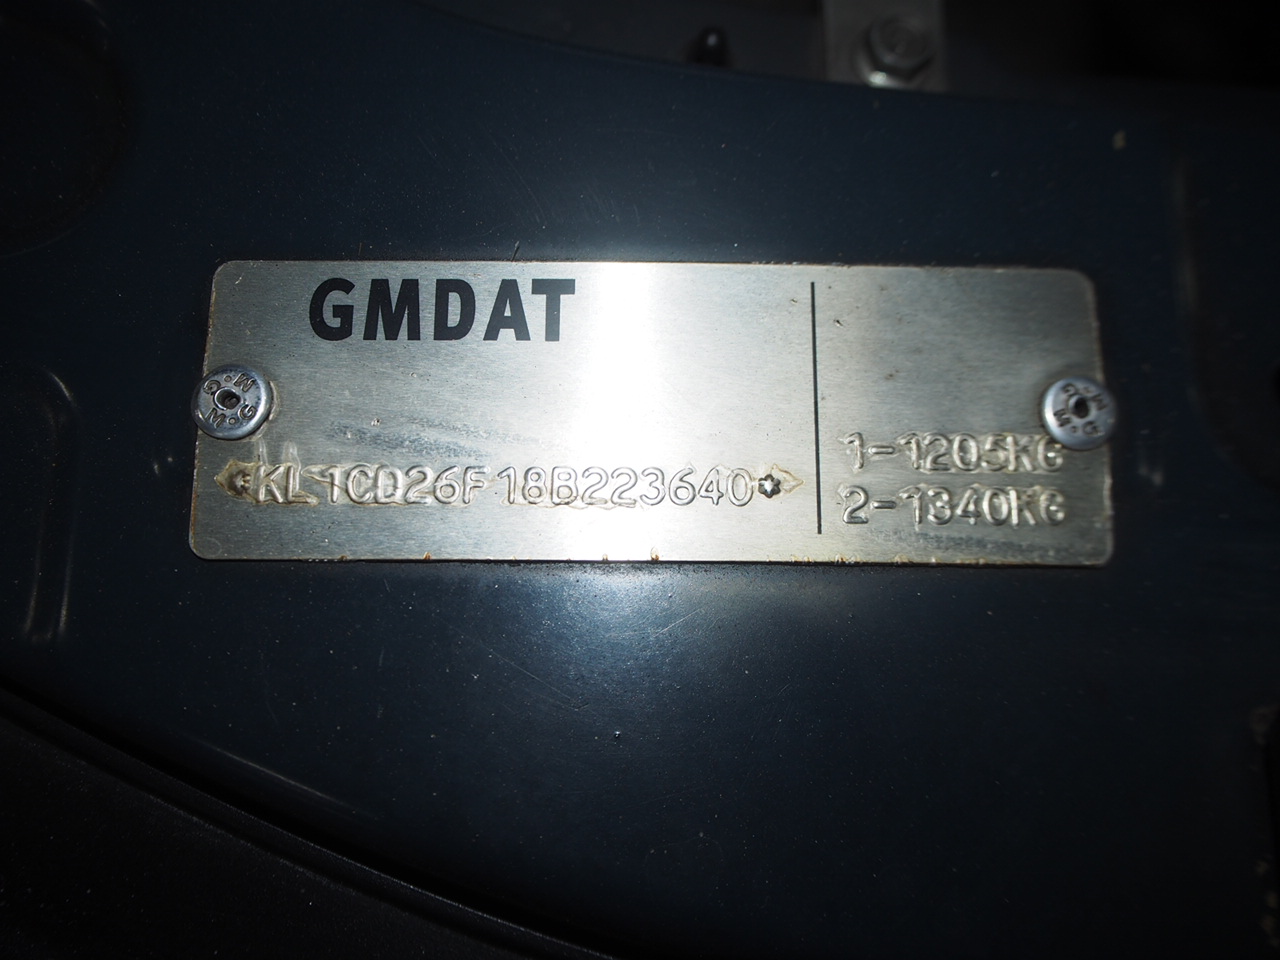 GMDAT
*KL1CD26F18B223640*
1-1205KG
2-1340KG
G·M
M·G
G·M
M·G